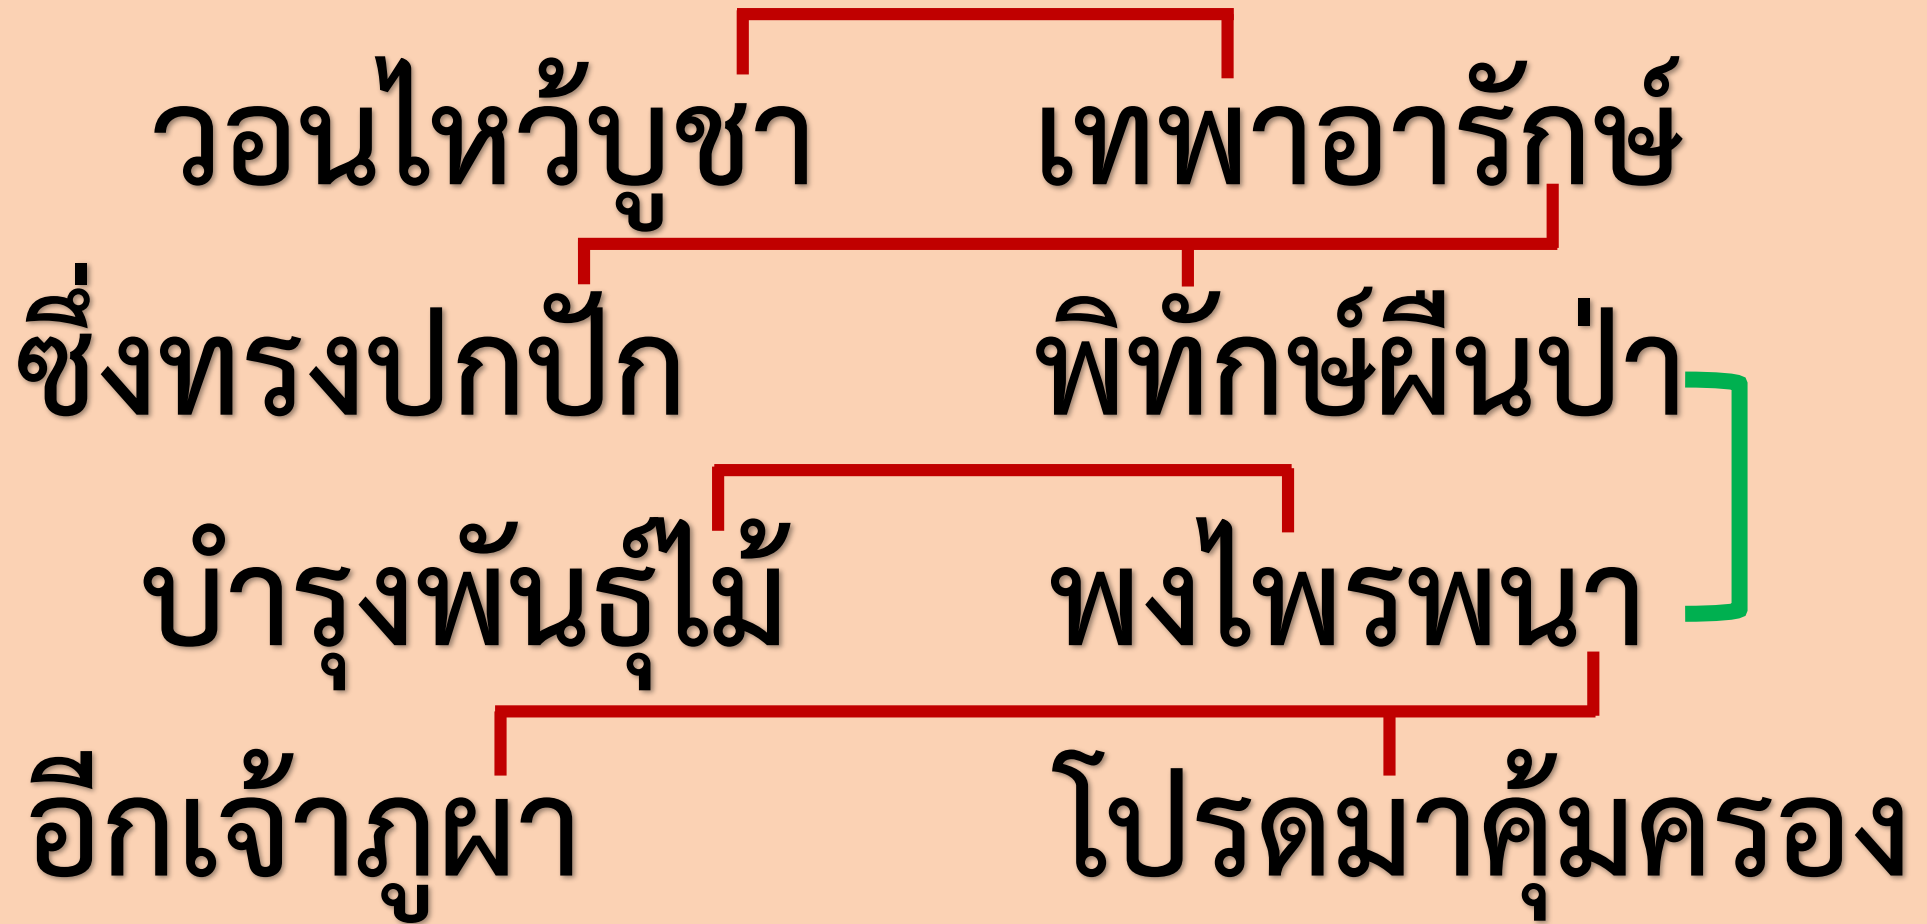 วอนไหว้บูชา เทพาอารักษ์
ซึ่งทรงปกปัก พิทักษ์ผืนป่า
บำรุงพันธุ์ไม้ พงไพรพนา
อีกเจ้าภูผา โปรดมาคุ้มครอง